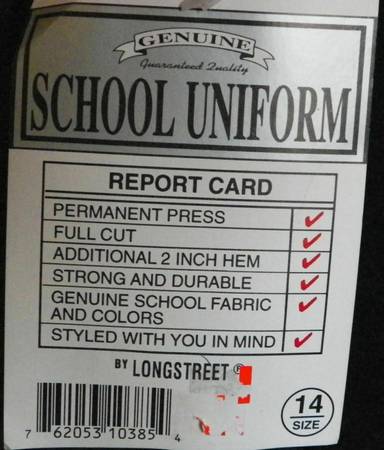 GENUINE
Guaranteed Quality
SCHOOL UNIFORM
REPORT CARD
PERMANENT PRESS ✓
FULL CUT ✓
ADDITIONAL 2 INCH HEM ✓
STRONG AND DURABLE ✓
GENUINE SCHOOL FABRIC ✓
AND COLORS
STYLED WITH YOU IN MIND ✓
BY LONGSTREET ®
14
SIZE
7 62053 10385 4